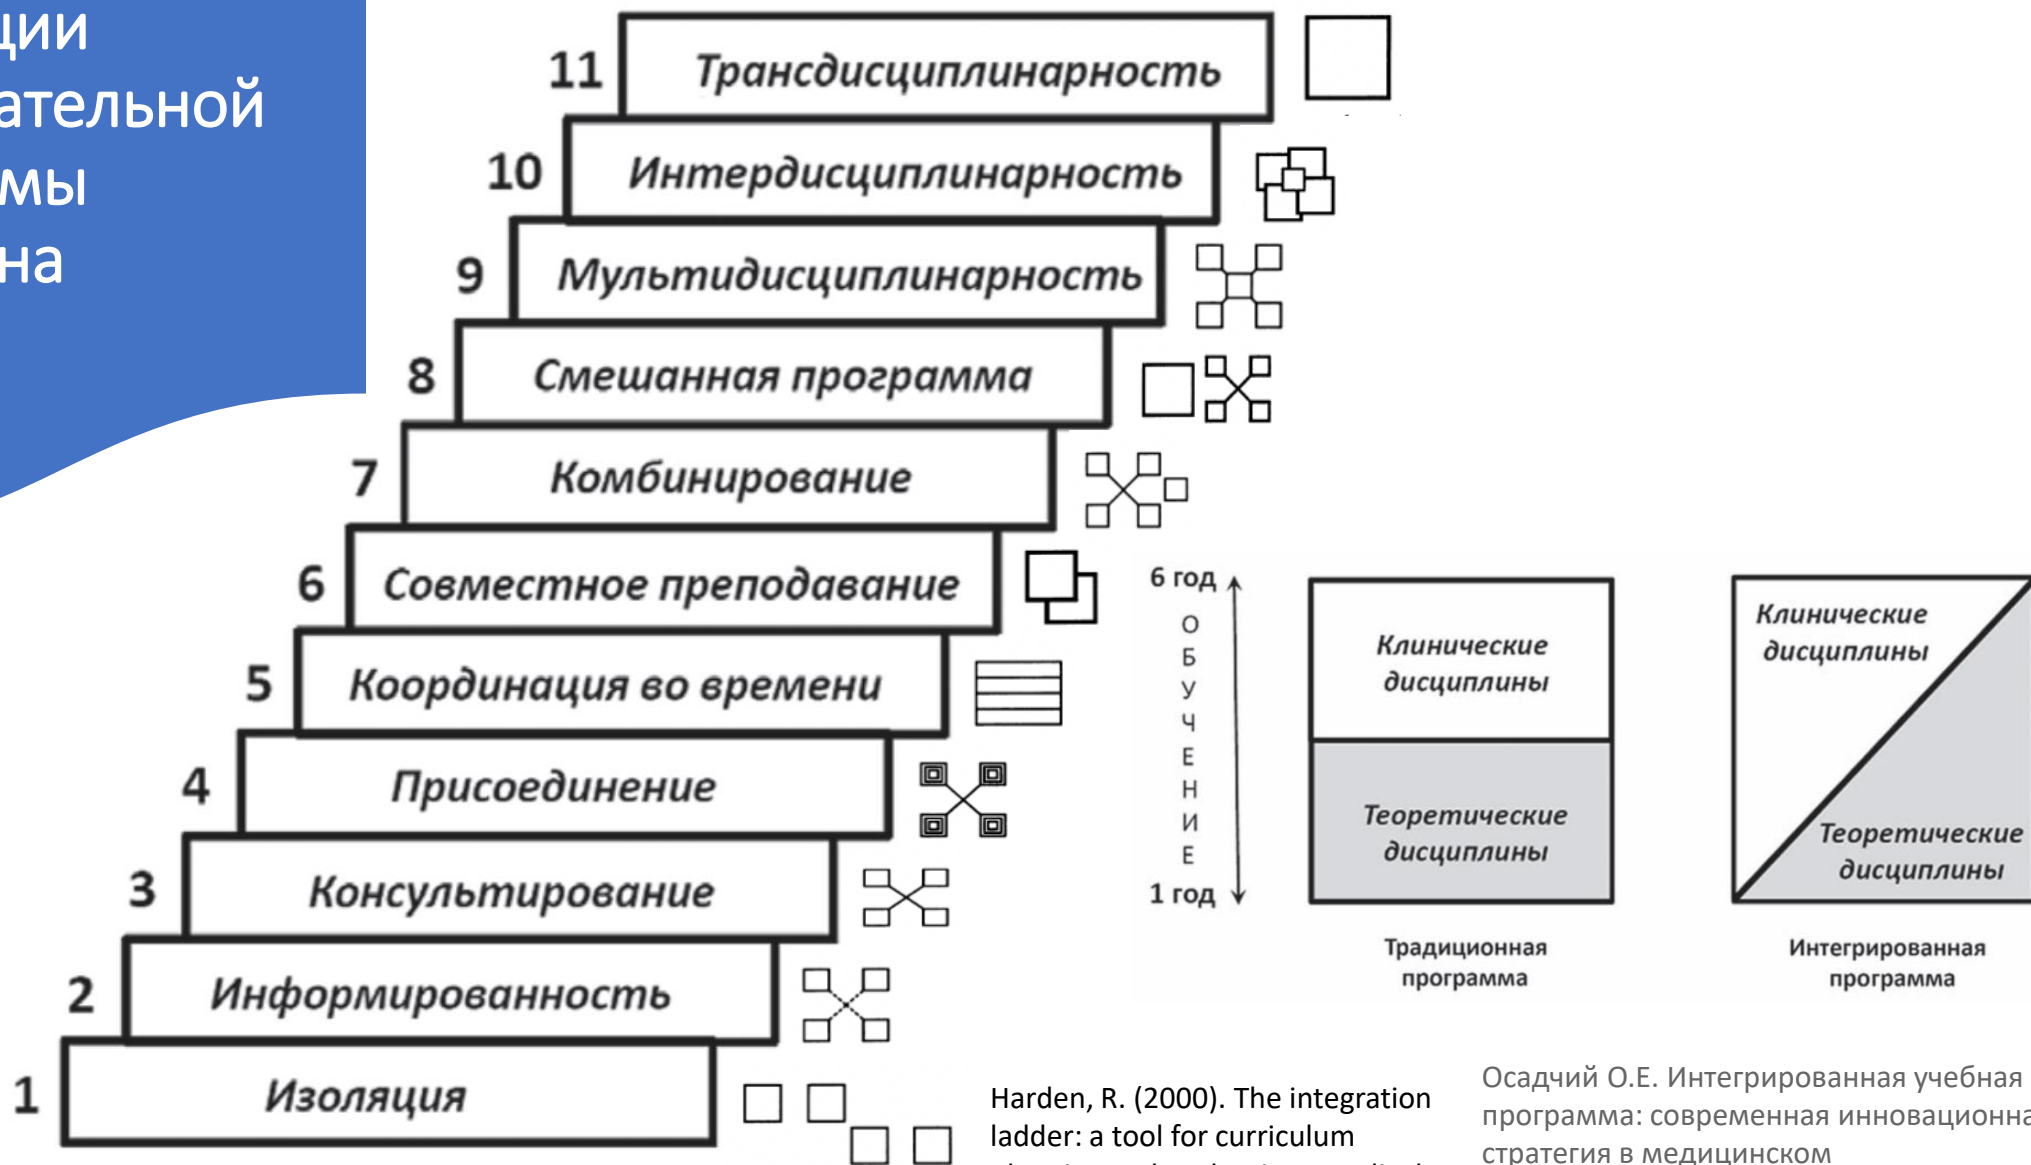 ции
ательной
мы
на
11 Трансдисциплинарность
10 Интердисциплинарность
9 Мультидисциплинарность
8 Смешанная программа
7 Комбинирование
6 Совместное преподавание
5 Координация во времени
4 Присоединение
3 Консультирование
2 Информированность
1 Изоляция
6 год
ОБУЧЕНИЕ
1 год
Клинические
дисциплины
Теоретические
дисциплины
Традиционная
программа
Клинические
дисциплины
Теоретические
дисциплины
Интегрированная
программа
Harden, R. (2000). The integration
ladder: a tool for curriculum
Осадчий О.Е. Интегрированная учебная
программа: современная инновационна
стратегия в медицинском